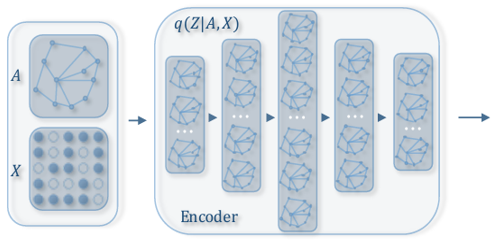 q(Z|A,X)
A
X
Encoder